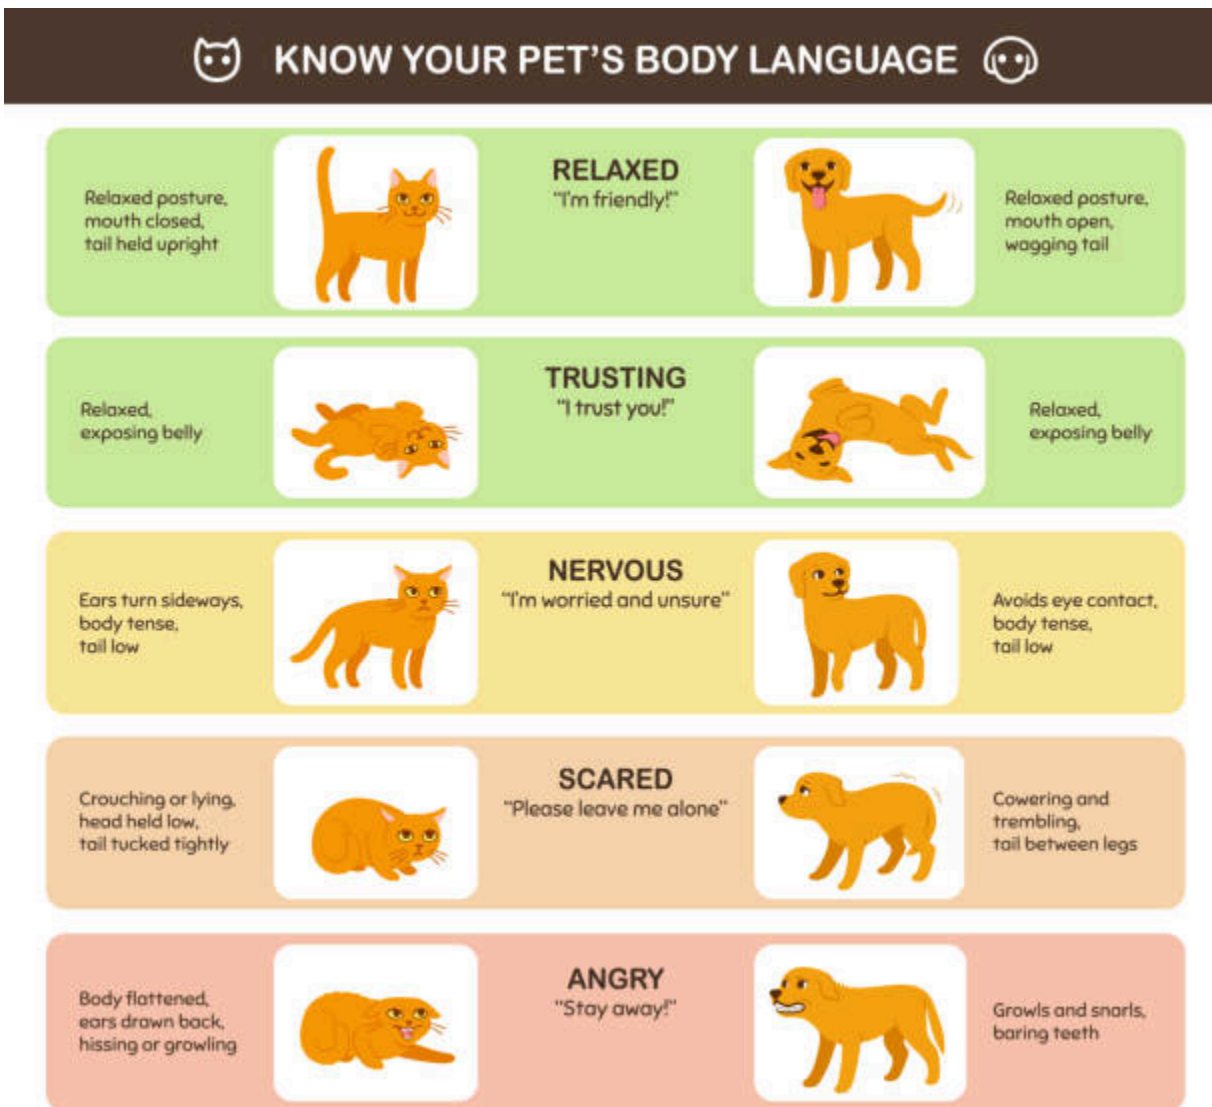 KNOW YOUR PET'S BODY LANGUAGE
Relaxed posture,
mouth closed,
tail held upright
RELAXED
"I'm friendly!"
Relaxed posture,
mouth open,
wagging tail
Relaxed,
exposing belly
TRUSTING
"I trust you!"
Relaxed,
exposing belly
Ears turn sideways,
body tense,
tail low
NERVOUS
"I'm worried and unsure"
Avoids eye contact,
body tense,
tail low
Crouching or lying,
head held low,
tail tucked tightly
SCARED
"Please leave me alone"
Cowering and
trembling,
tail between legs
Body flattened,
ears drawn back,
hissing or growling
ANGRY
"Stay away!"
Growls and snarls,
baring teeth